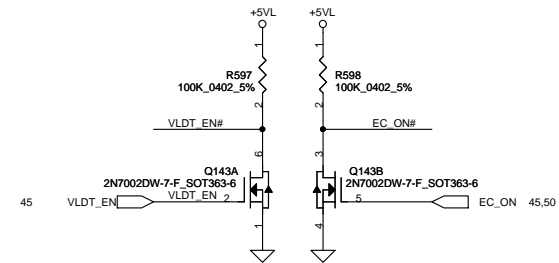 +5VL +5VL
1 1
R597 R598
100K_0402_5% 100K_0402_5%
2 2
VLDT_EN# EC_ON#
6 3
Q143A Q143B
2N7002DW-7-F_SOT363-6 2N7002DW-7-F_SOT363-6
45 VLDT_EN VLDT_EN 2 5 EC_ON 45,50
1 4